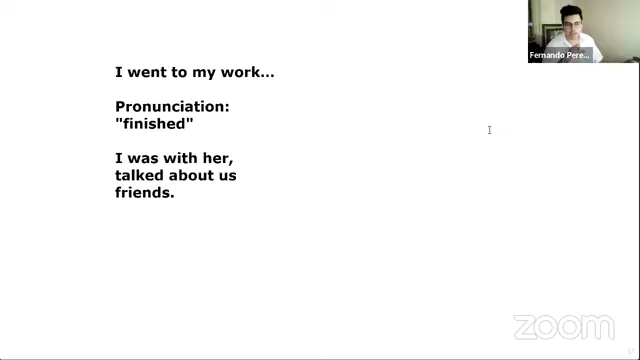 I went to my work...
Pronunciation:
"finished"
I was with her,
talked about us
friends.
Fernando Pere...
zoom